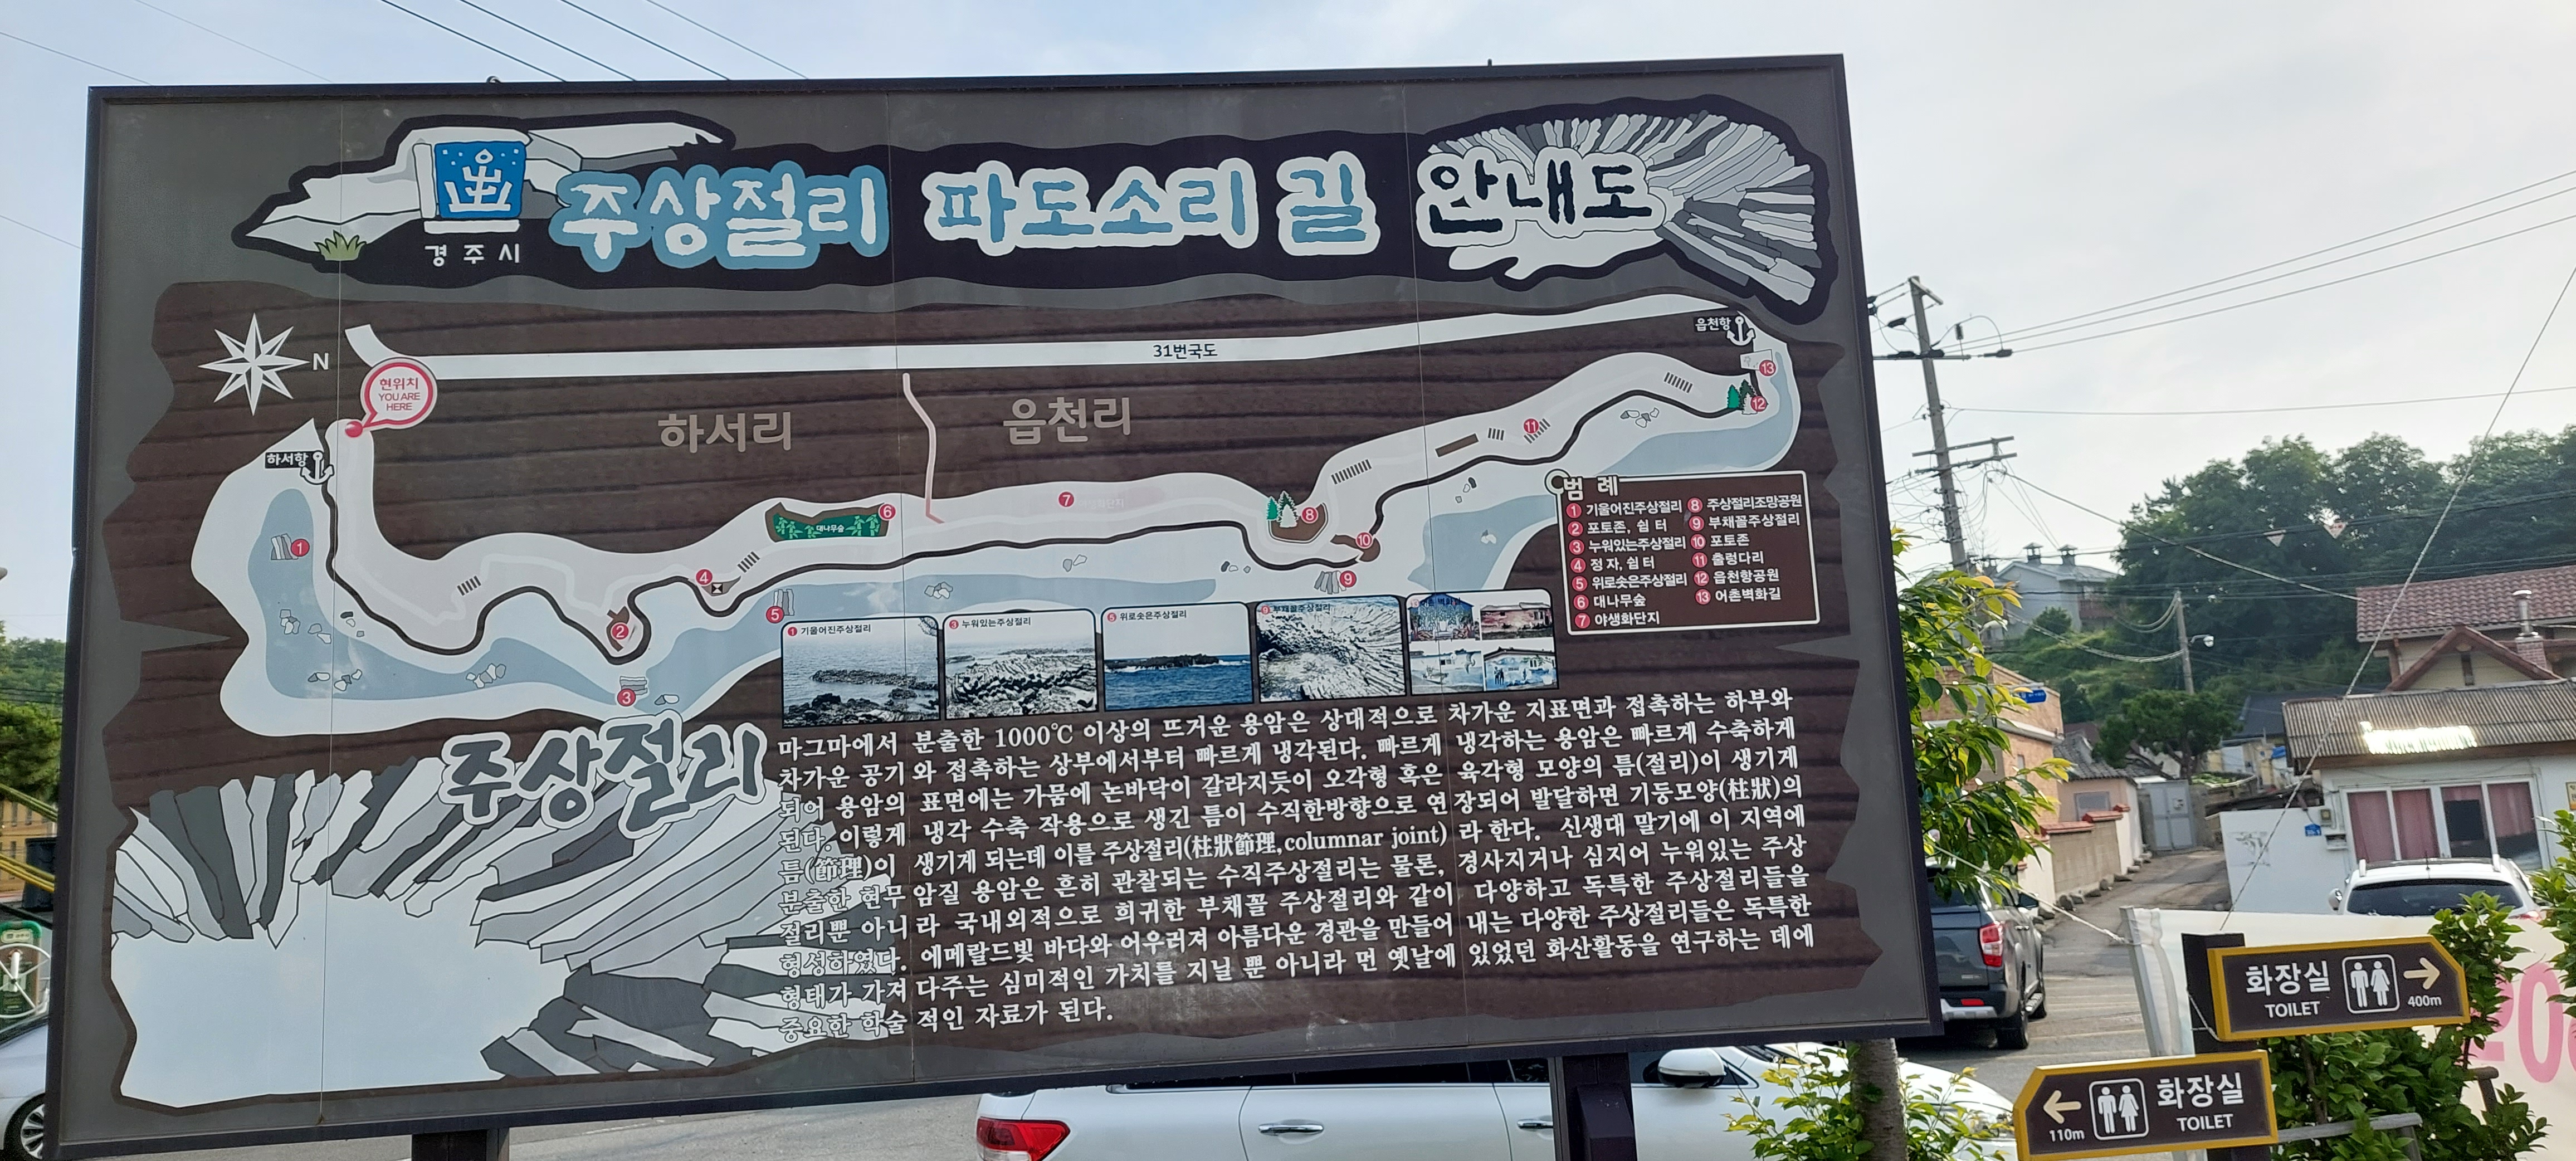 경주시
주상절리 파도소리 길 안내도
N
현위치
YOU ARE
HERE
31번국도
읍천항
하서리
읍천리
하서항
대나무숲
1
2
3
4
5
6
7
8
9
10
11
12
13
범 례
1 기울어진주상절리
2 포토존, 쉼 터
3 누워있는주상절리
4 정 자, 쉼 터
5 위로솟은주상절리
6 대나무숲
7 야생화단지
8 주상절리조망공원
9 부채꼴주상절리
10 포토존
11 출렁다리
12 읍천항공원
13 어촌벽화길
1 기울어진주상절리
3 누워있는주상절리
5 위로솟은주상절리
9 부채꼴주상절리
주상절리
마그마에서 분출한 1000℃ 이상의 뜨거운 용암은 상대적으로 차가운 지표면과 접촉하는 하부와
차가운 공기와 접촉하는 상부에서부터 빠르게 냉각된다. 빠르게 냉각하는 용암은 빠르게 수축하게
되어 용암의 표면에는 가뭄에 논바닥이 갈라지듯이 오각형 혹은 육각형 모양의 틈(절리)이 생기게
된다. 이렇게 냉각 수축 작용으로 생긴 틈이 수직한방향으로 연장되어 발달하면 기둥모양(柱狀)의
틈(節理)이 생기게 되는데 이를 주상절리(柱狀節理,columnar joint) 라 한다. 신생대 말기에 이 지역에
분출한 현무암질 용암은 흔히 관찰되는 수직주상절리는 물론, 경사지거나 심지어 누워있는 주상
절리뿐 아니라 국내외적으로 희귀한 부채꼴 주상절리와 같이 다양하고 독특한 주상절리들을
형성하였다. 에메랄드빛 바다와 어우러져 아름다운 경관을 만들어 내는 다양한 주상절리들은 독특한
형태가 가져다주는 심미적인 가치를 지닐 뿐 아니라 먼 옛날에 있었던 화산활동을 연구하는 데에
중요한 학술적인 자료가 된다.
화장실
TOILET
400m
화장실
TOILET
110m